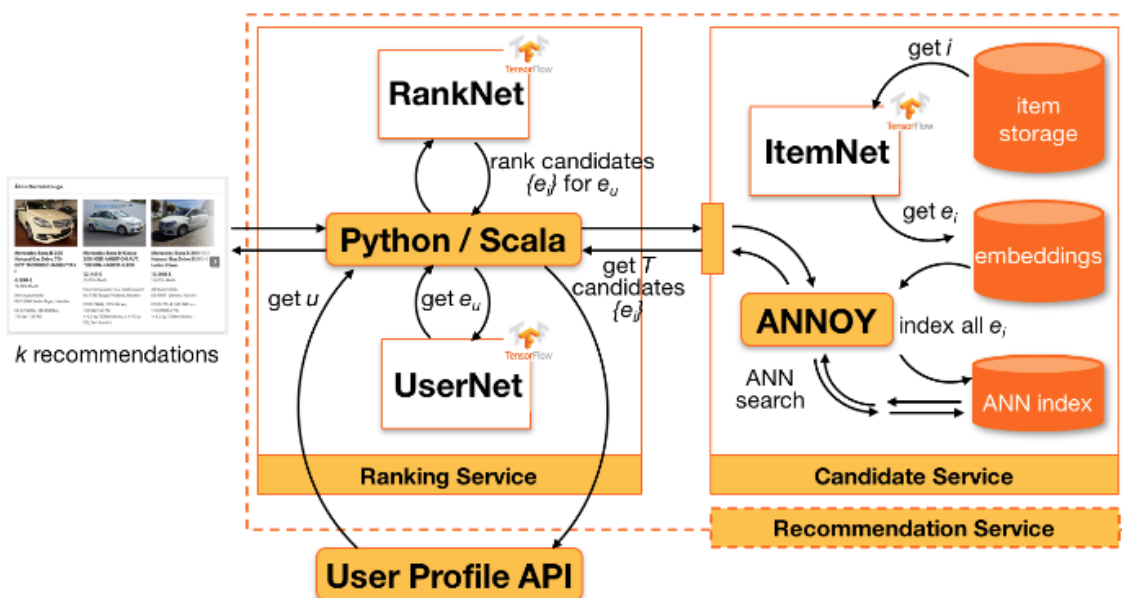 TensorFlow
RankNet
rank candidates
{ei} for eu
Python / Scala
get u
get eu
TensorFlow
UserNet
Ranking Service
User Profile API
k recommendations
get T
candidates
{ei}
get i
item
storage
TensorFlow
ItemNet
get ei
embeddings
ANNOY
index all ei
ANN
search
ANN index
Candidate Service
Recommendation Service